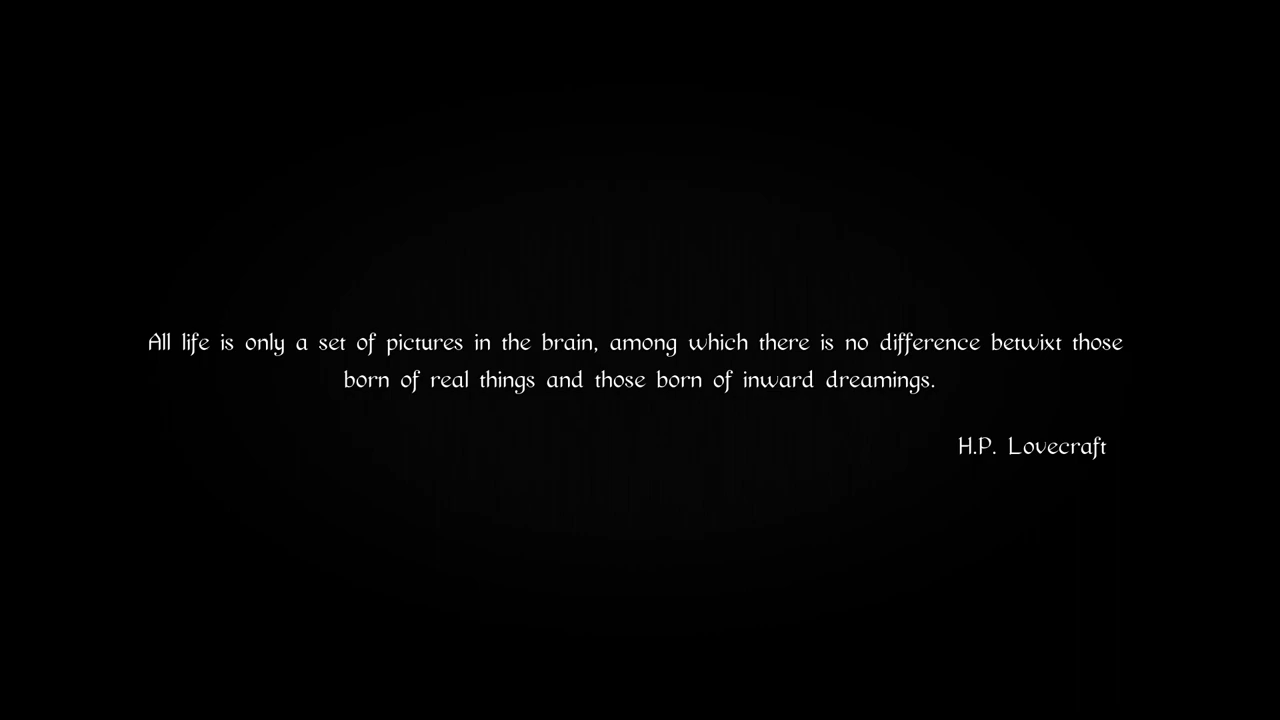 All life is only a set of pictures in the brain, among which there is no difference betwixt those
born of real things and those born of inward dreamings.
H.P. Lovecraft